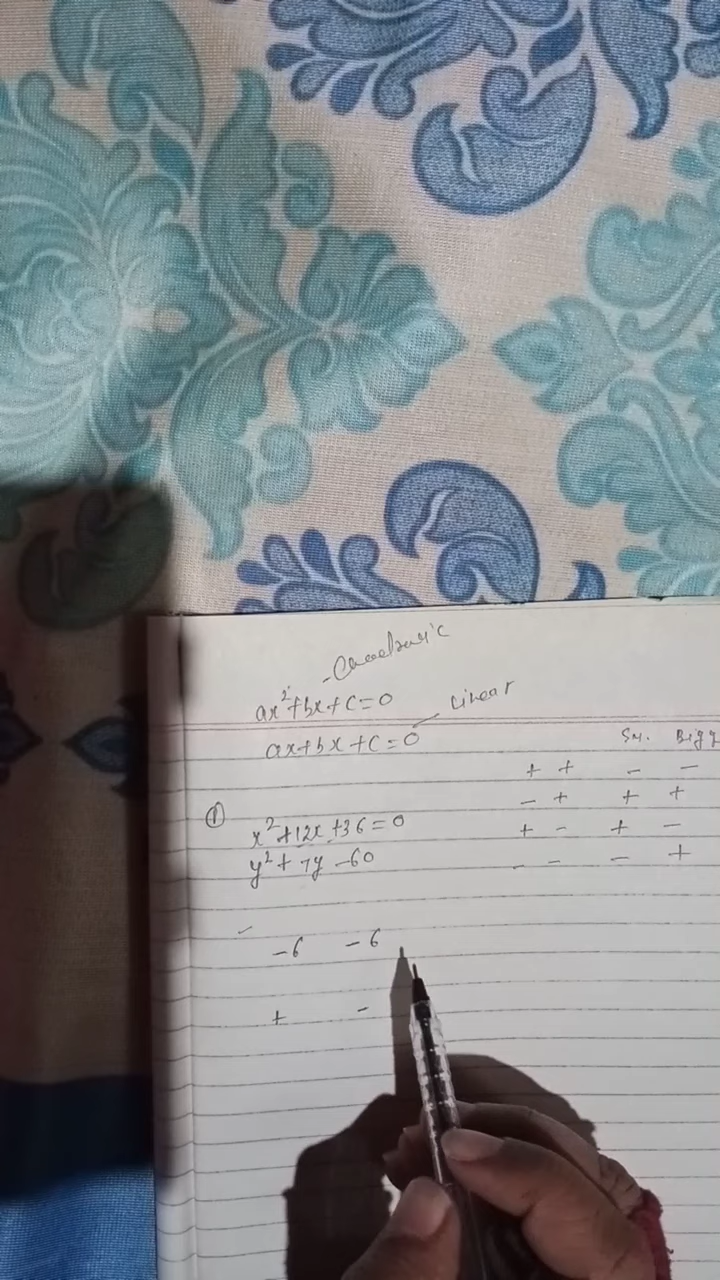 ax²+bx+c=0
Linear
ax+bx+c=0
Sm. Bigg
+ + - -
- + + +
① x²+12x+36=0
+ - + -
y²+7y-60
- - - +
-6 -6
+ -